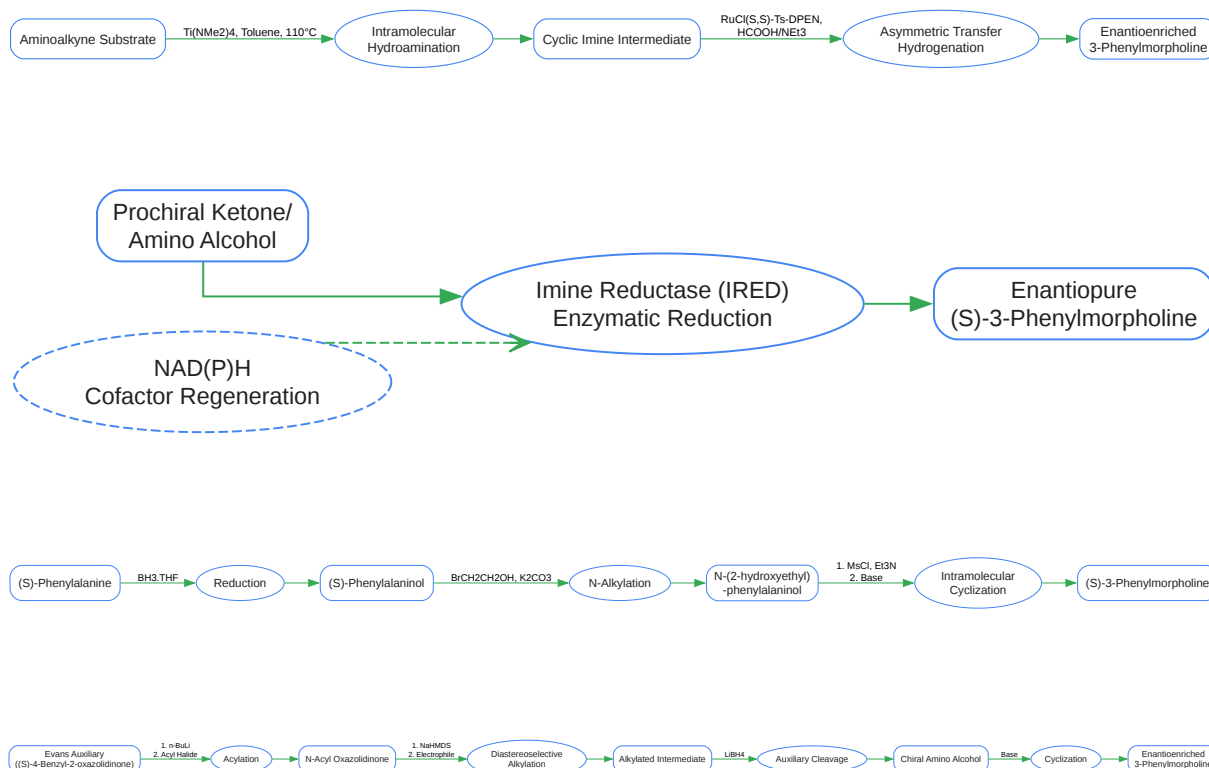 Aminoalkyne Substrate
Ti(NMe2)4, Toluene, 110°C
Intramolecular
Hydroamination
Cyclic Imine Intermediate
RuCl(S,S)-Ts-DPEN,
HCOOH/NEt3
Asymmetric Transfer
Hydrogenation
Enantioenriched
3-Phenylmorpholine
Prochiral Ketone/
Amino Alcohol
Imine Reductase (IRED)
Enzymatic Reduction
Enantiopure
(S)-3-Phenylmorpholine
NAD(P)H
Cofactor Regeneration
(S)-Phenylalanine
BH3.THF
Reduction
(S)-Phenylalaninol
BrCH2CH2OH, K2CO3
N-Alkylation
N-(2-hydroxyethyl)
-phenylalaninol
1. MsCl, Et3N
2. Base
Intramolecular
Cyclization
(S)-3-Phenylmorpholine
Evans Auxiliary
((S)-4-Benzyl-2-oxazolidinone)
1. n-BuLi
2. Acyl Halide
Acylation
N-Acyl Oxazolidinone
1. NaHMDS
2. Electrophile
Diastereoselective
Alkylation
Alkylated Intermediate
LiBH4
Auxiliary Cleavage
Chiral Amino Alcohol
Base
Cyclization
Enantioenriched
3-Phenylmorpholine